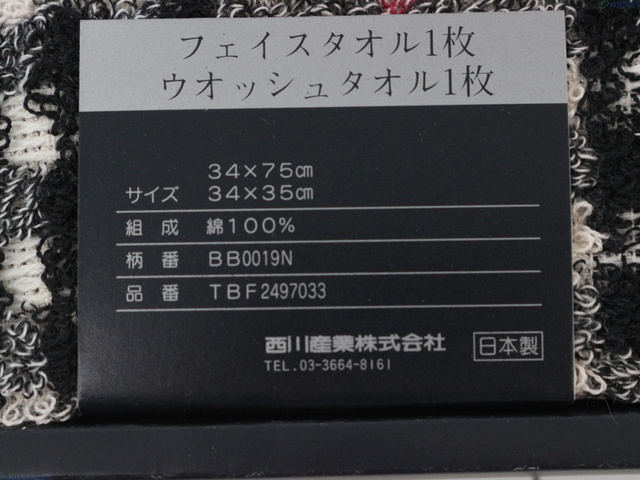 フェイスタオル1枚
ウオッシュタオル1枚
34×75㎝
サイズ 34×35㎝
組成 綿100%
柄番 BB0019N
品番 TBF2497033
西川産業株式会社 日本製
TEL.03-3664-8161